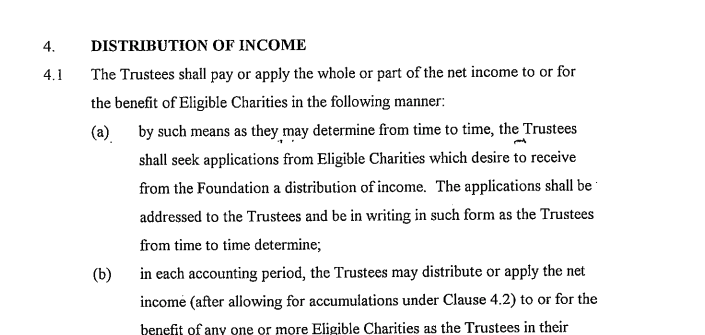 4. DISTRIBUTION OF INCOME
4.1 The Trustees shall pay or apply the whole or part of the net income to or for
the benefit of Eligible Charities in the following manner:
(a) by such means as they may determine from time to time, the Trustees
shall seek applications from Eligible Charities which desire to receive
from the Foundation a distribution of income. The applications shall be
addressed to the Trustees and be in writing in such form as the Trustees
from time to time determine;
(b) in each accounting period, the Trustees may distribute or apply the net
income (after allowing for accumulations under Clause 4.2) to or for the
benefit of any one or more Eligible Charities as the Trustees in their